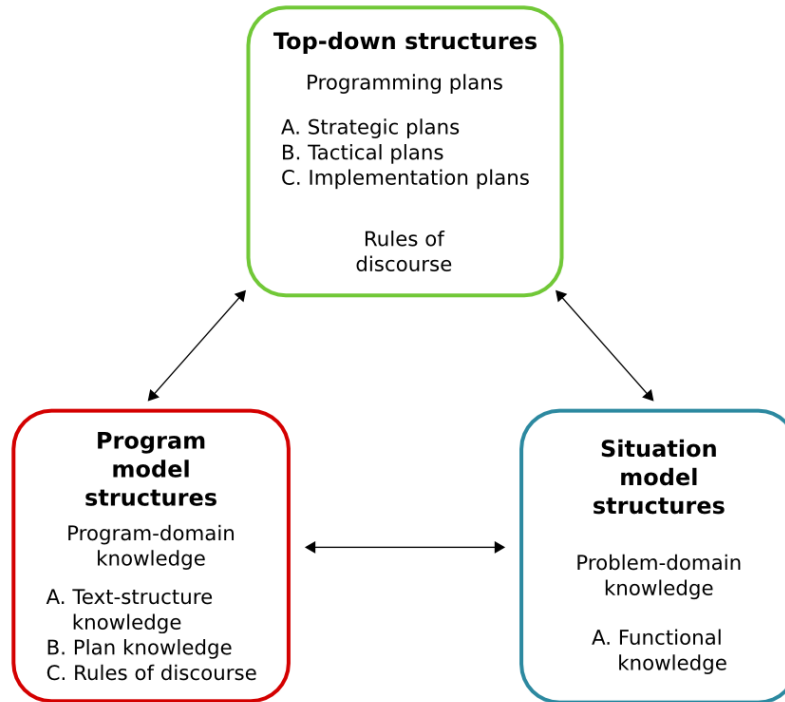 Top-down structures
Programming plans
A. Strategic plans
B. Tactical plans
C. Implementation plans
Rules of
discourse
Program
model
structures
Program-domain
knowledge
A. Text-structure
knowledge
B. Plan knowledge
C. Rules of discourse
Situation
model
structures
Problem-domain
knowledge
A. Functional
knowledge